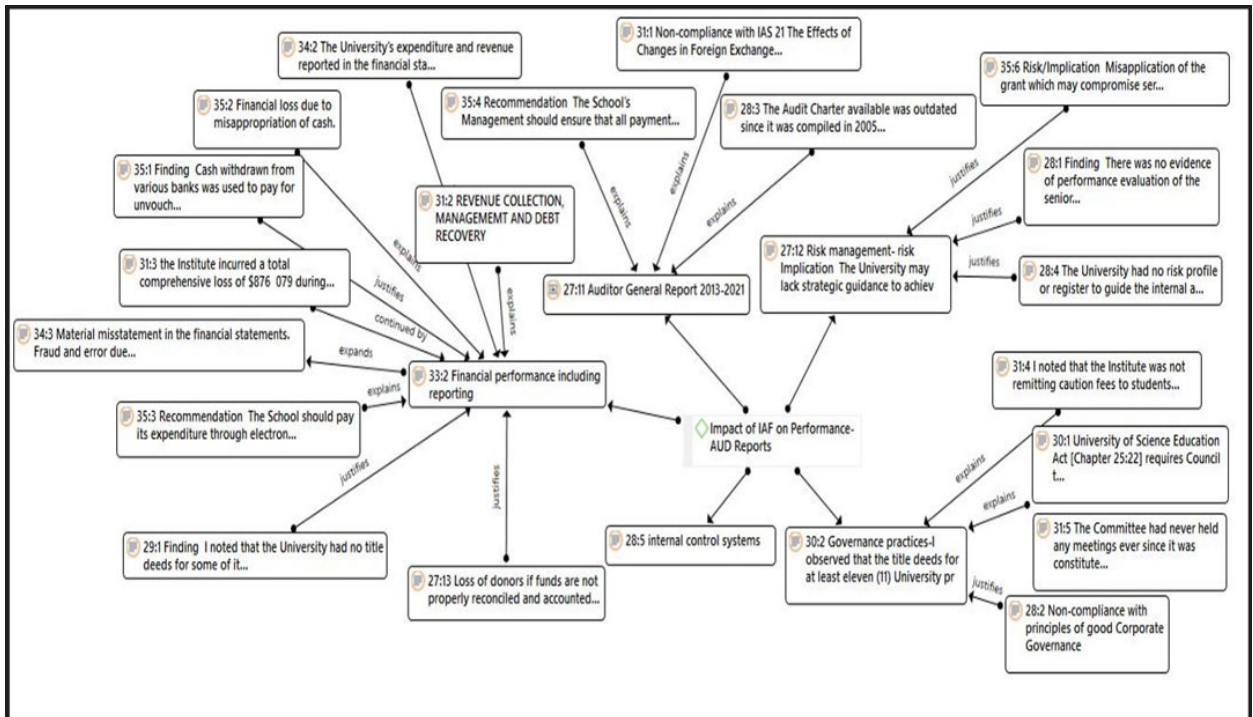 34:2 The University's expenditure and revenue
reported in the financial sta...
31:1 Non-compliance with IAS 21 The Effects of
Changes in Foreign Exchange...
35:6 Risk/Implication Misapplication of the
grant which may compromise ser...
35:2 Financial loss due to
misappropriation of cash.
35:4 Recommendation The School's
Management should ensure that all payment...
28:3 The Audit Charter available was outdated
since it was compiled in 2005...
35:1 Finding Cash withdrawn from
various banks was used to pay for
unvouch...
28:1 Finding There was no evidence
of performance evaluation of the
senior...
31:2 REVENUE COLLECTION,
MANAGEMENT AND DEBT
RECOVERY
27:12 Risk management- risk
Implication The University may
lack strategic guidance to achiev
31:3 the Institute incurred a total
comprehensive loss of $876 079 during...
28:4 The University had no risk profile
or register to guide the internal a...
27:11 Auditor General Report 2013-2021
34:3 Material misstatement in the financial statements.
Fraud and error due...
33:2 Financial performance including
reporting
31:4 I noted that the Institute was not
remitting caution fees to students...
35:3 Recommendation The School should pay
its expenditure through electron...
Impact of IAF on Performance-
AUD Reports
30:1 University of Science Education
Act [Chapter 25:22] requires Council
t...
29:1 Finding I noted that the University had no title
deeds for some of it...
28:5 internal control systems
30:2 Governance practices-I
observed that the title deeds for
at least eleven (11) University pr
31:5 The Committee had never held
any meetings ever since it was
constitute...
27:13 Loss of donors if funds are not
properly reconciled and accounted...
28:2 Non-compliance with
principles of good Corporate
Governance
explains
explains
explains
justifies
justifies
justifies
explains
justifies
continued by
explains
expands
explains
justifies
justifies
explains
explains
justifies